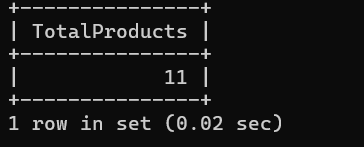 +---------------+
| TotalProducts |
+---------------+
|            11 |
+---------------+
1 row in set (0.02 sec)